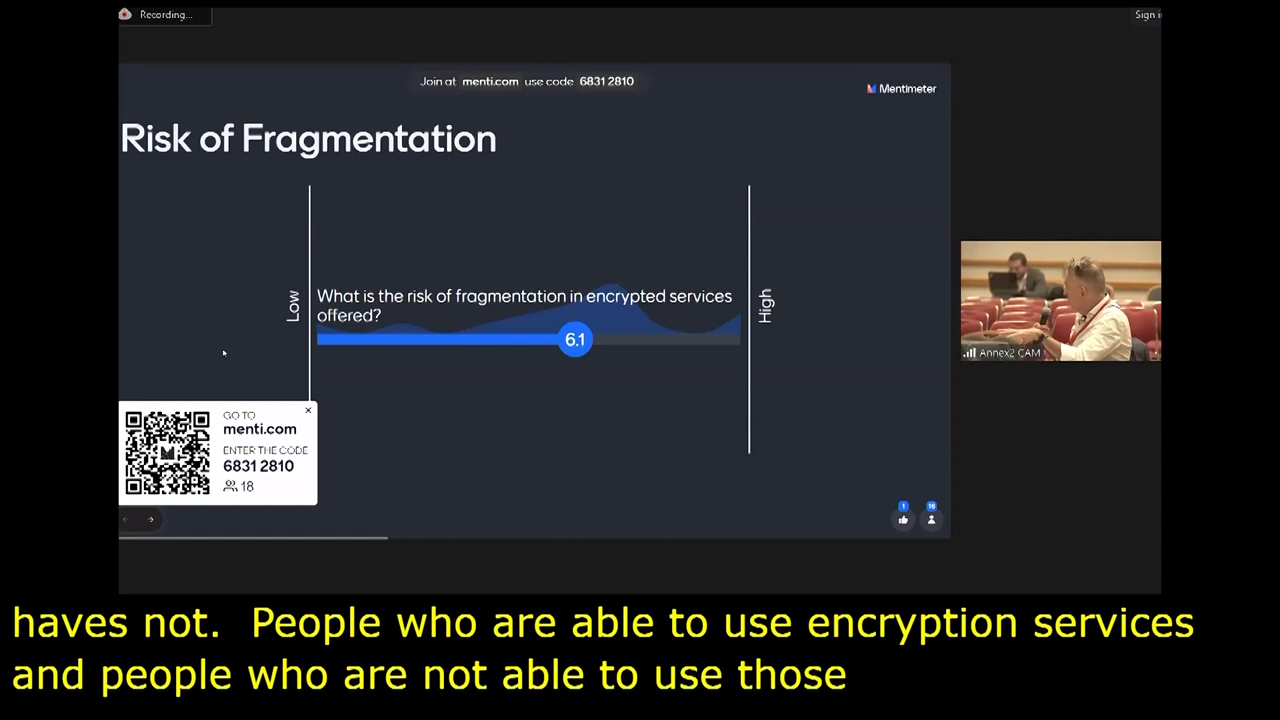 Recording...
Sign i
Join at menti.com use code 6831 2810
Mentimeter
Risk of Fragmentation
Low
What is the risk of fragmentation in encrypted services
offered?
6.1
High
Annex2 CAM
GO TO
menti.com
ENTER THE CODE
6831 2810
18
1
16
haves not. People who are able to use encryption services
and people who are not able to use those